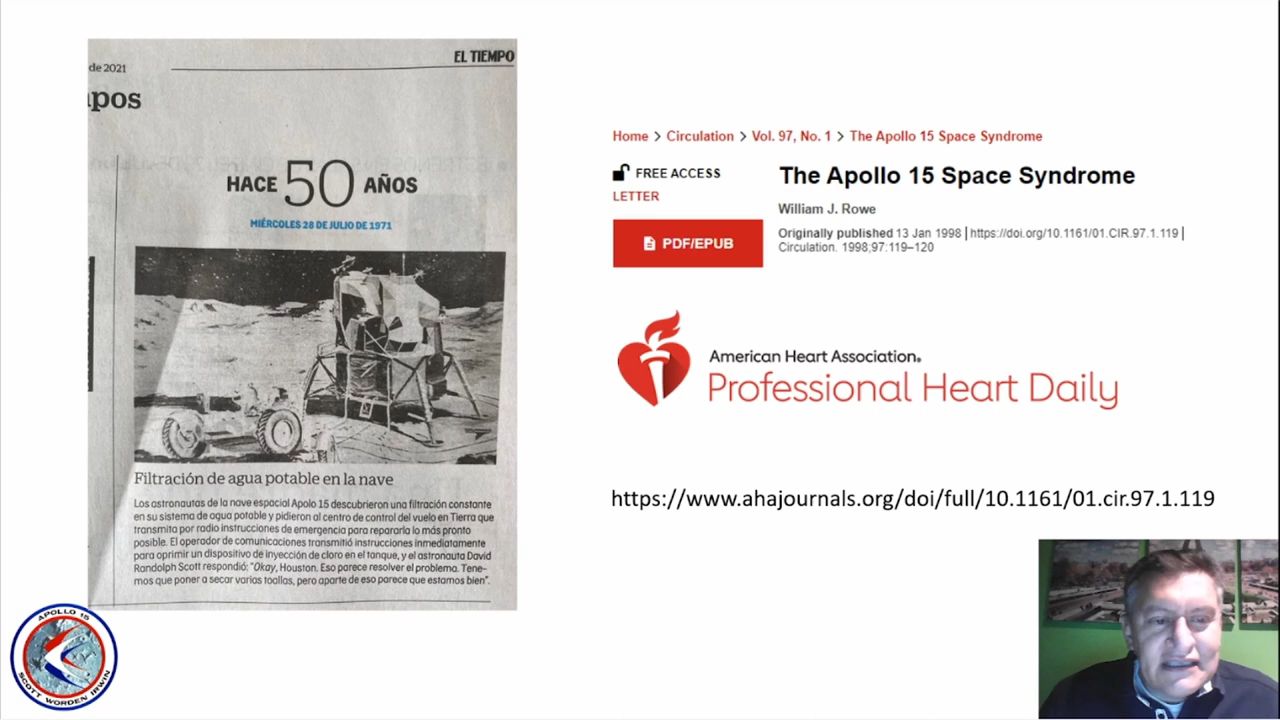 EL TIEMPO
de 2021
HACE 50 AÑOS
MIÉRCOLES 28 DE JULIO DE 1971
Filtración de agua potable en la nave
Los astronautas de la nave espacial Apolo 15 descubrieron una filtración constante
en su sistema de agua potable y pidieron al centro de control del vuelo en Tierra que
transmita por radio instrucciones de emergencia para repararla lo más pronto
posible. El operador de comunicaciones transmitió instrucciones inmediatamente
para oprimir un dispositivo de inyección de cloro en el tanque, y el astronauta David
Randolph Scott respondió: "Okay, Houston. Eso parece resolver el problema. Tene-
mos que poner a secar varias toallas, pero aparte de eso parece que estamos bien".
APOLLO 15
SCOTT WORDEN IRWIN
Home > Circulation > Vol. 97, No. 1 > The Apollo 15 Space Syndrome
FREE ACCESS
LETTER
PDF/EPUB
The Apollo 15 Space Syndrome
William J. Rowe
Originally published 13 Jan 1998 | https://doi.org/10.1161/01.CIR.97.1.119 |
Circulation. 1998;97:119–120
American Heart Association®
Professional Heart Daily
https://www.ahajournals.org/doi/full/10.1161/01.cir.97.1.119